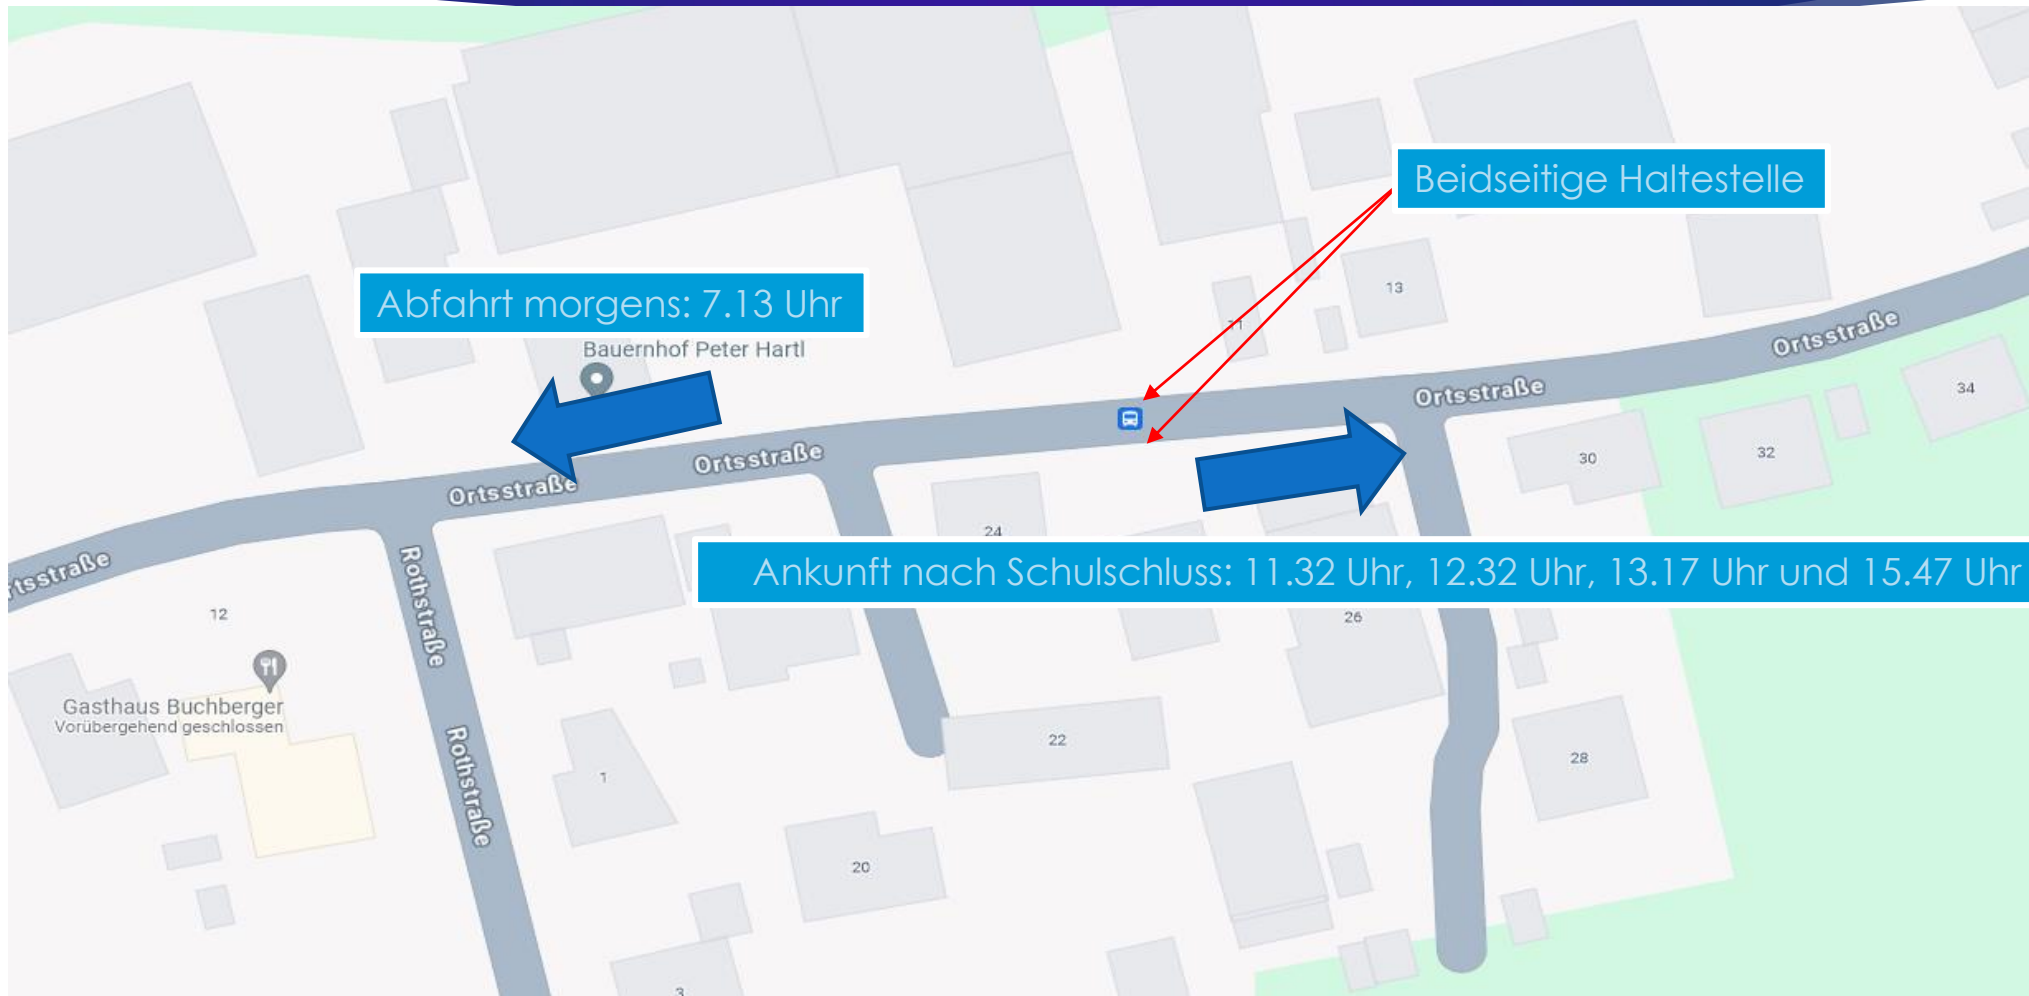 Beidseitige Haltestelle
Abfahrt morgens: 7.13 Uhr
13
11
Bauernhof Peter Hartl
Ortsstraße
Ortsstraße
34
Ortsstraße
Ortsstraße
30
32
24
tsstraße
Rothstraße
Ankunft nach Schulschluss: 11.32 Uhr, 12.32 Uhr, 13.17 Uhr und 15.47 Uhr
12
26
Gasthaus Buchberger
Vorübergehend geschlossen
Rothstraße
22
28
1
20
3